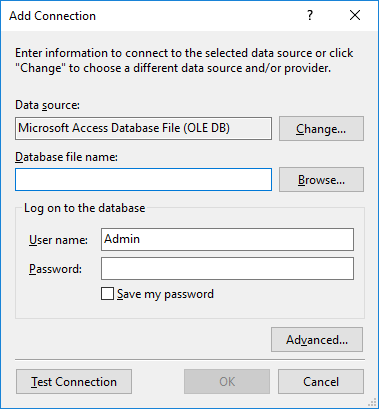 Add Connection
?
Enter information to connect to the selected data source or click
"Change" to choose a different data source and/or provider.
Data source:
Microsoft Access Database File (OLE DB)
Change...
Database file name:
Browse...
Log on to the database
User name:
Admin
Password:
Save my password
Advanced...
Test Connection
OK
Cancel